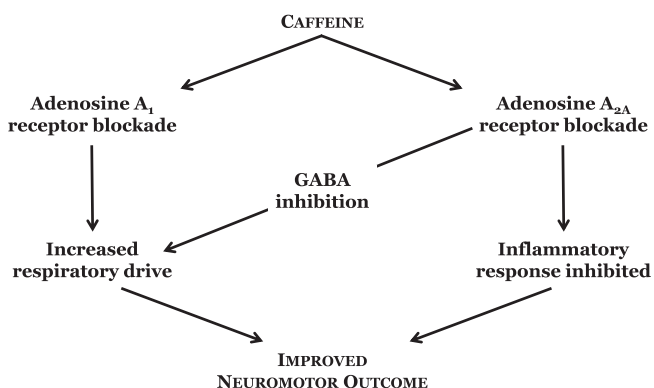 CAFFEINE
Adenosine A₁
receptor blockade
Adenosine A₂A
receptor blockade
GABA
inhibition
Increased
respiratory drive
Inflammatory
response inhibited
IMPROVED
NEUROMOTOR OUTCOME